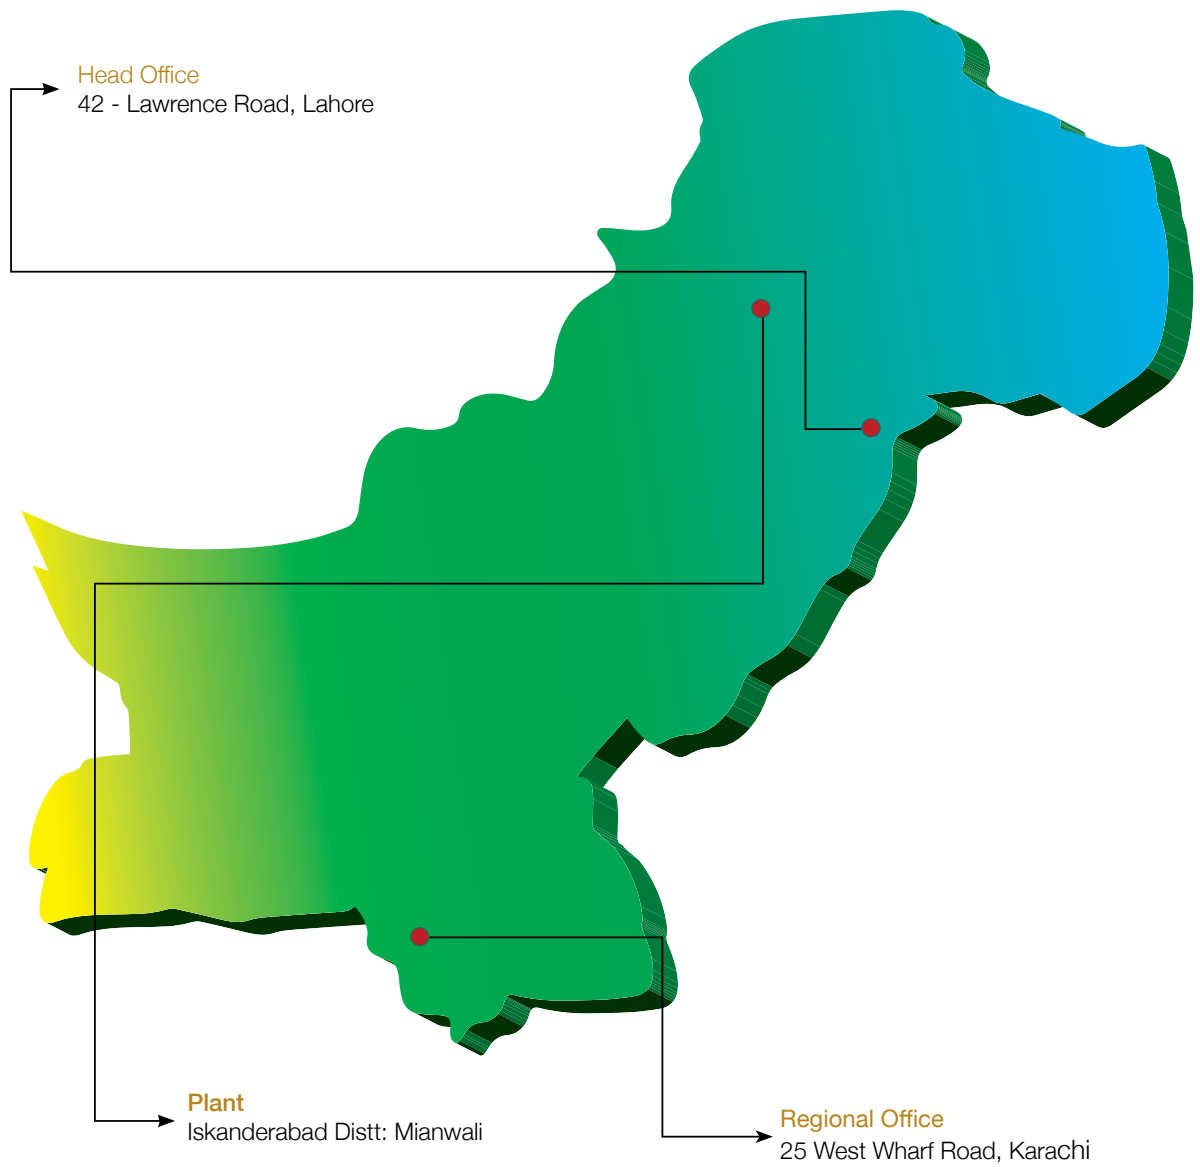 Head Office
42 - Lawrence Road, Lahore
Plant
Iskanderabad Distt: Mianwali
Regional Office
25 West Wharf Road, Karachi